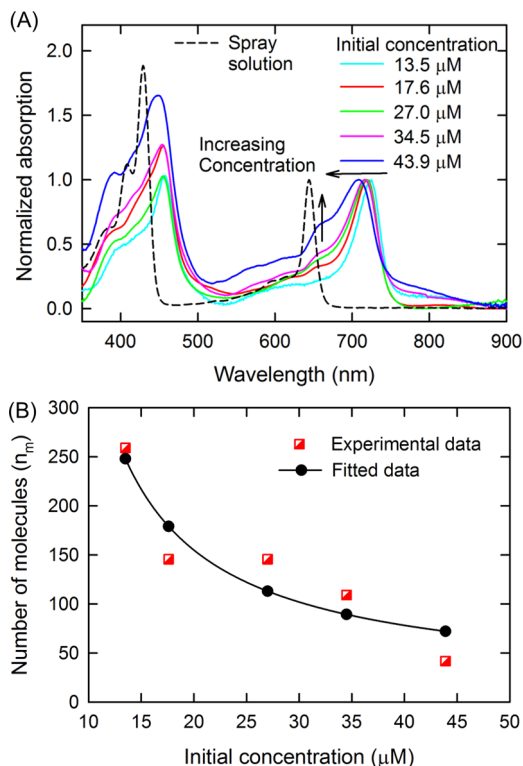 (A)
Normalized absorption
2.0
1.5
1.0
0.5
0.0
Spray
solution
Initial concentration
13.5 μM
17.6 μM
27.0 μM
34.5 μM
43.9 μM
Increasing
Concentration
400 500 600 700 800 900
Wavelength (nm)
(B)
Number of molecules (nm)
300
250
200
150
100
50
0
Experimental data
Fitted data
10 15 20 25 30 35 40 45 50
Initial concentration (μM)